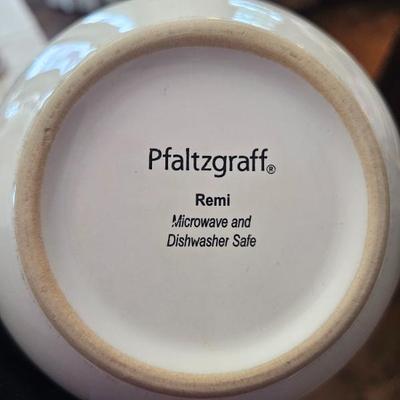 Pfaltzgraff®
Remi
Microwave and
Dishwasher Safe